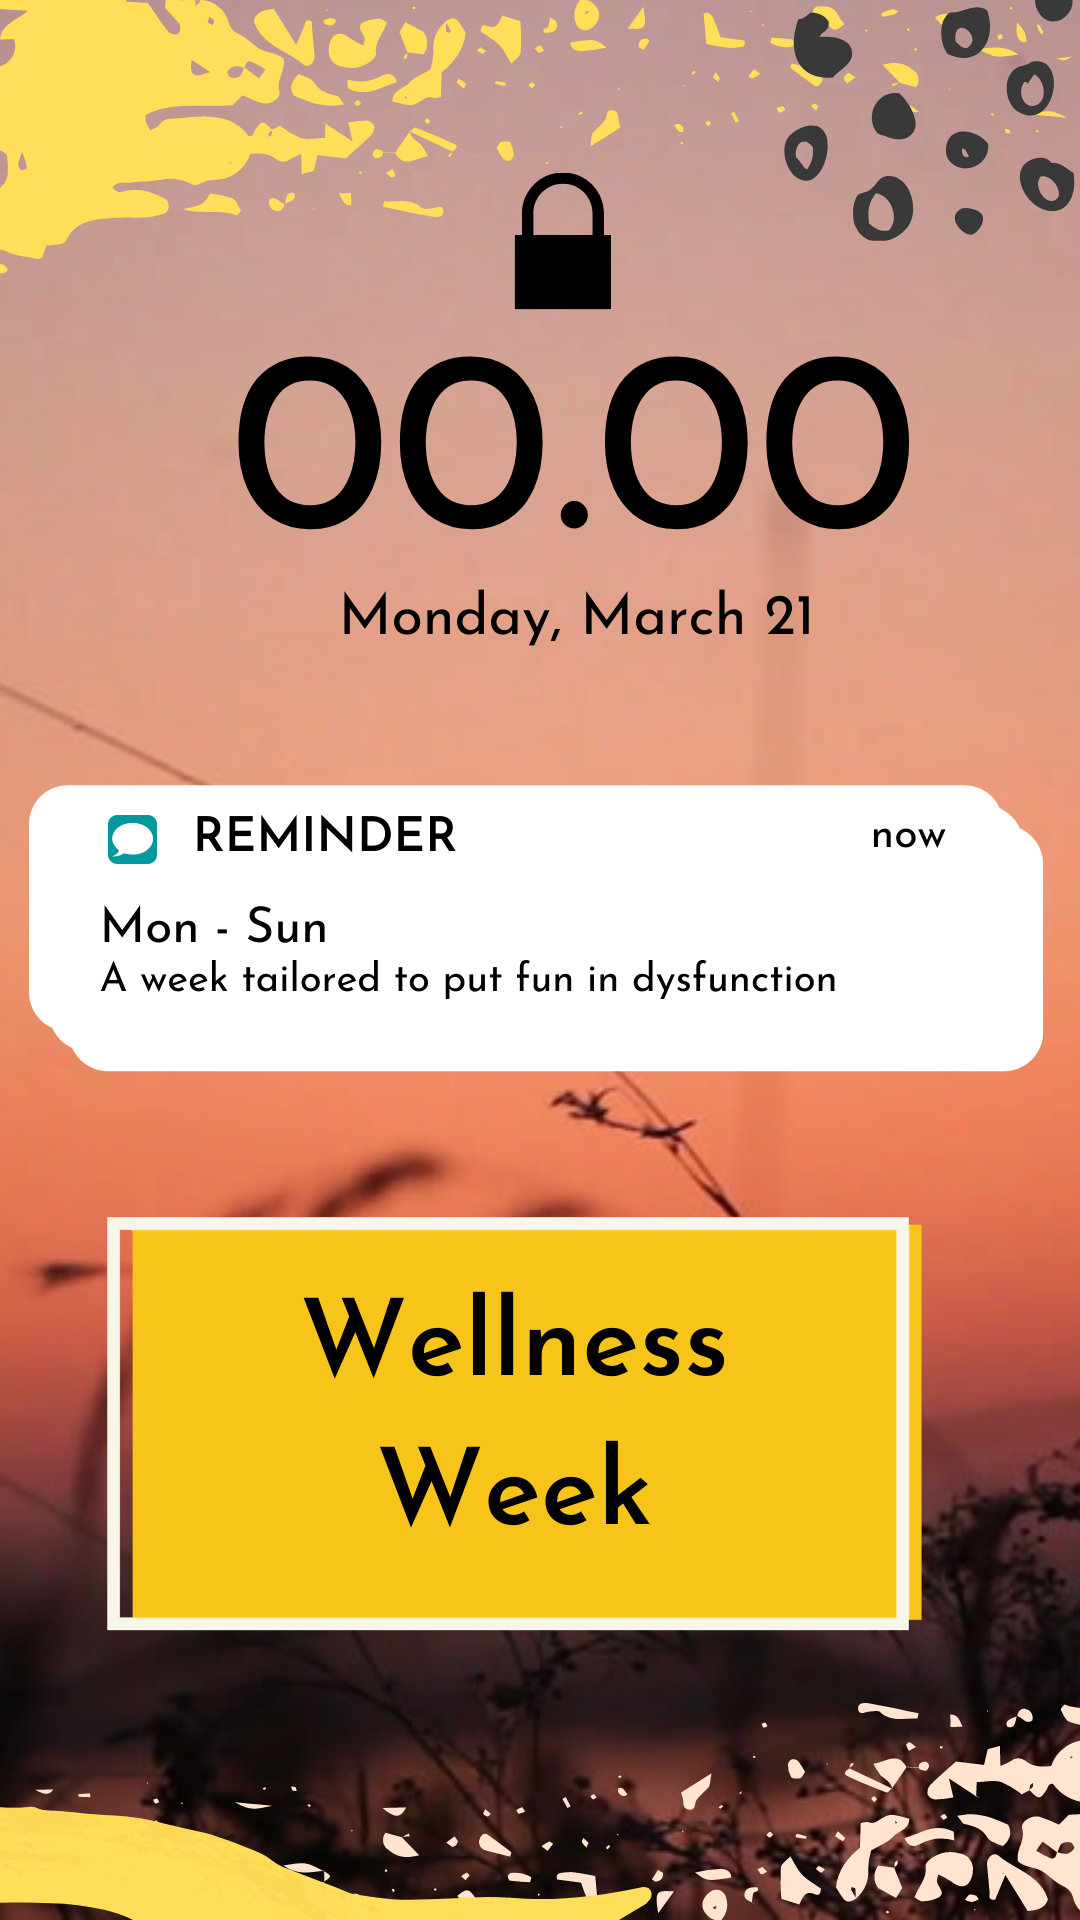 00.00
Monday, March 21
REMINDER
now
Mon - Sun
A week tailored to put fun in dysfunction
Wellness
Week